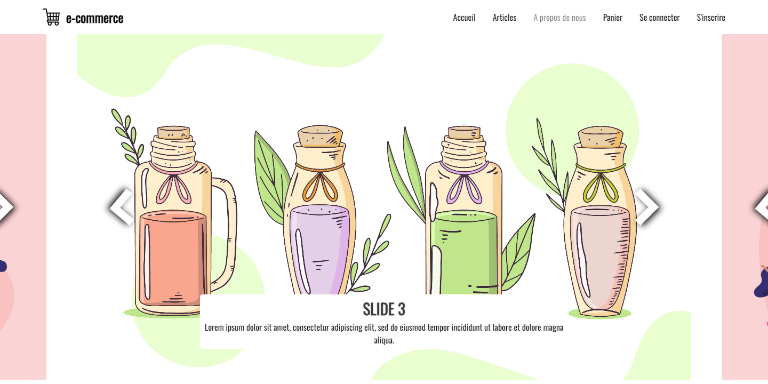 e-commerce
Accueil Articles A propos de nous Panier Se connecter S'inscrire
SLIDE 3
Lorem ipsum dolor sit amet, consectetur adipiscing elit, sed do eiusmod tempor incididunt ut labore et dolore magna
aliqua.